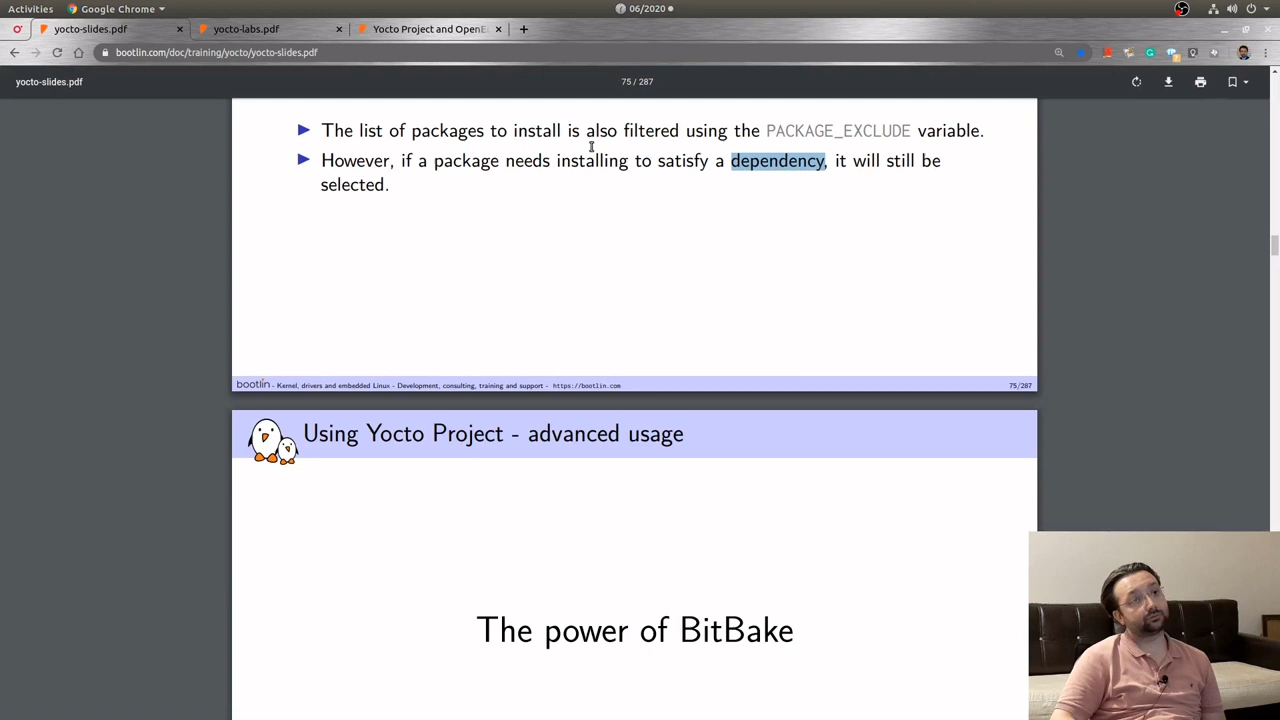 Activities
Google Chrome
06/2020
yocto-slides.pdf
yocto-labs.pdf
Yocto Project and OpenE
bootlin.com/doc/training/yocto/yocto-slides.pdf
yocto-slides.pdf
75 / 287
▶ The list of packages to install is also filtered using the PACKAGE_EXCLUDE variable.
▶ However, if a package needs installing to satisfy a dependency, it will still be
selected.
bootlin - Kernel, drivers and embedded Linux - Development, consulting, training and support - https://bootlin.com
75/287
Using Yocto Project - advanced usage
The power of BitBake